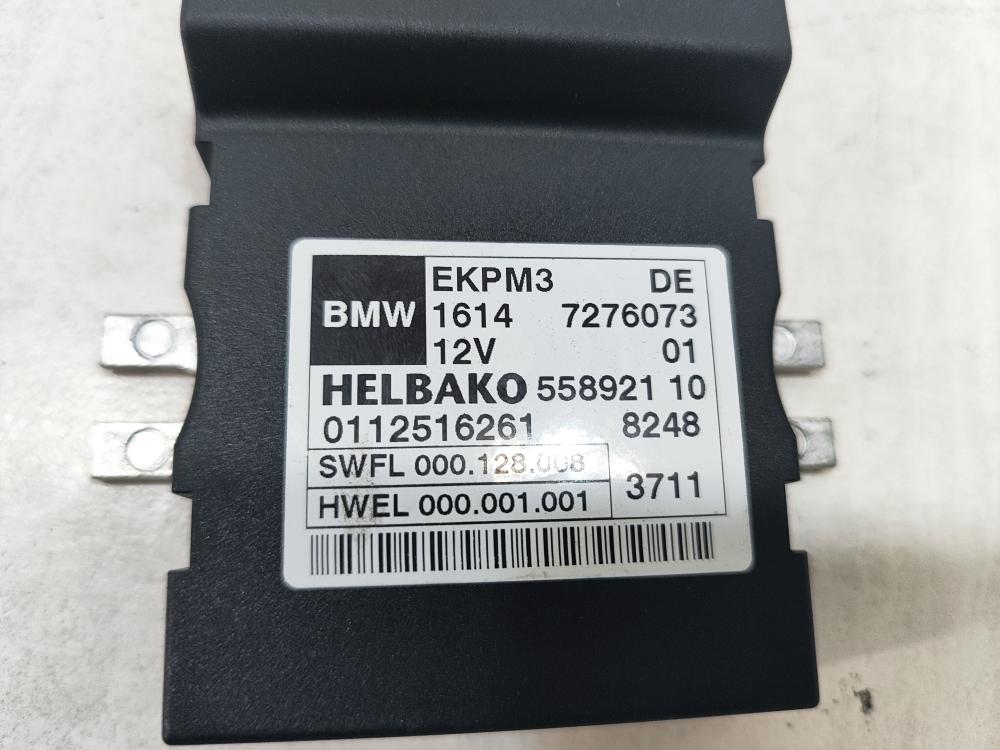 BMW
EKPM3 DE
1614 7276073
12V 01
HELBAKO 558921 10
0112516261 8248
SWFL 000.128.008
HWEL 000.001.001
3711